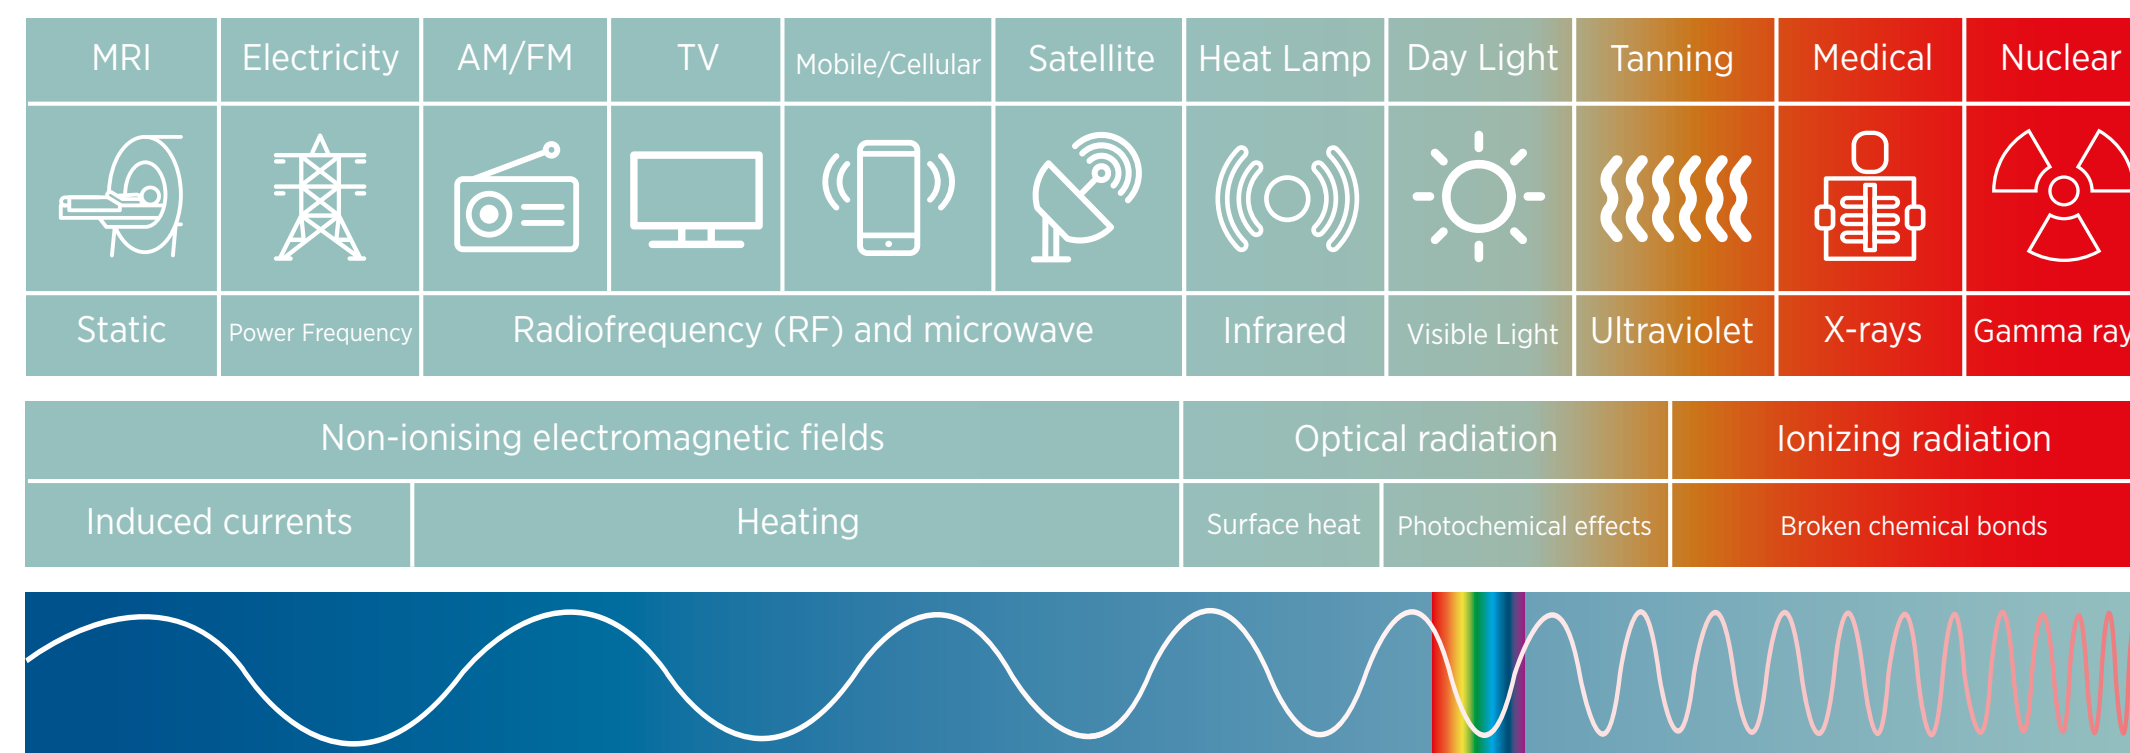 MRI Electricity AM/FM TV Mobile/Cellular Satellite Heat Lamp Day Light Tanning Medical Nuclear
Static Power Frequency Radiofrequency (RF) and microwave Infrared Visible Light Ultraviolet X-rays Gamma ray
Non-ionising electromagnetic fields Optical radiation Ionizing radiation
Induced currents Heating Surface heat Photochemical effects Broken chemical bonds